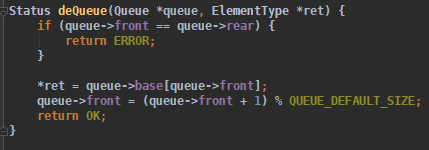 Status deQueue(Queue *queue, ElementType *ret) {
    if (queue->front == queue->rear) {
        return ERROR;
    }

    *ret = queue->base[queue->front];
    queue->front = (queue->front + 1) % QUEUE_DEFAULT_SIZE;
    return OK;
}